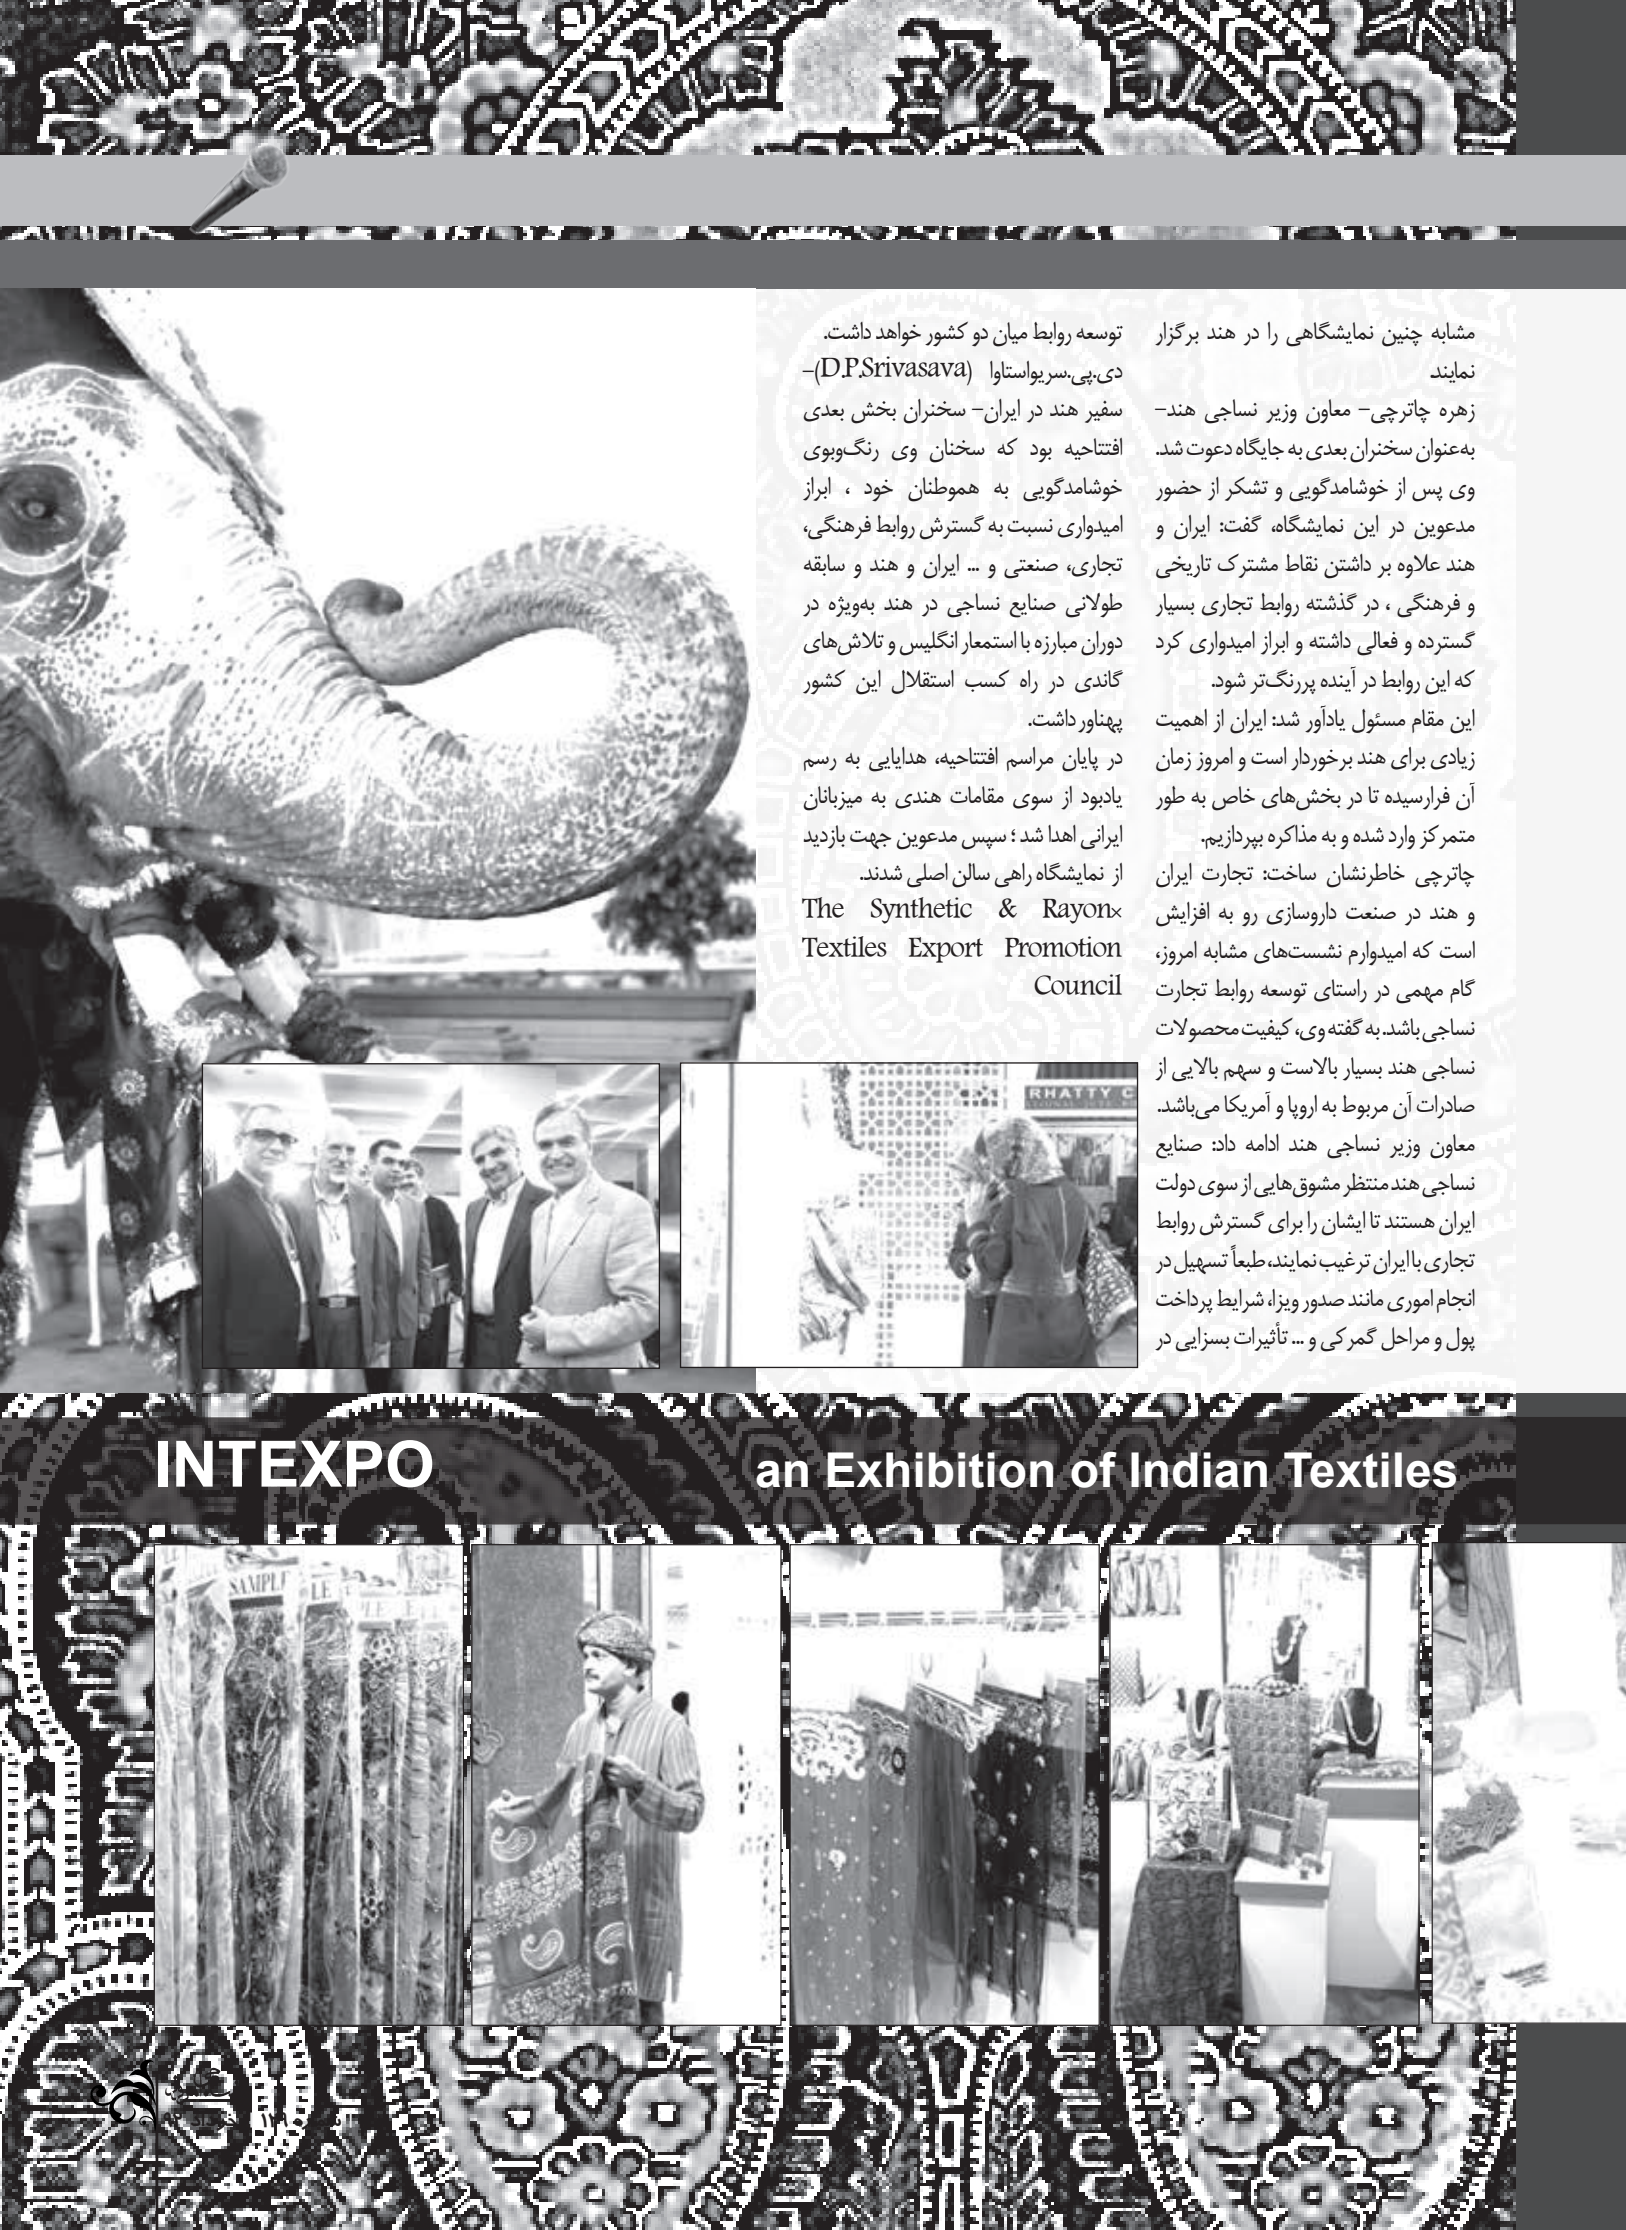 مشابه چنین نمایشگاهی را در هند برگزار
نمایند.
زهره چاترچی- معاون وزیر نساجی هند-
به‌عنوان سخنران بعدی به جایگاه دعوت شد.
وی پس از خوشامدگویی و تشکر از حضور
مدعوین در این نمایشگاه، گفت: ایران و
هند علاوه بر داشتن نقاط مشترک تاریخی
و فرهنگی ، در گذشته روابط تجاری بسیار
گسترده و فعالی داشته و ابراز امیدواری کرد
که این روابط در آینده پررنگ‌تر شود.
این مقام مسئول یادآور شد: ایران از اهمیت
زیادی برای هند برخوردار است و امروز زمان
آن فرارسیده تا در بخش‌های خاص به طور
متمرکز وارد شده و به مذاکره بپردازیم.
چاترچی خاطرنشان ساخت: تجارت ایران
و هند در صنعت داروسازی رو به افزایش
است که امیدوارم نشست‌های مشابه امروز،
گام مهمی در راستای توسعه روابط تجارت
نساجی باشد. به گفته وی، کیفیت محصولات
نساجی هند بسیار بالاست و سهم بالایی از
صادرات آن مربوط به اروپا و آمریکا می‌باشد.
معاون وزیر نساجی هند ادامه داد: صنایع
نساجی هند منتظر مشوق‌هایی از سوی دولت
ایران هستند تا ایشان را برای گسترش روابط
تجاری با ایران ترغیب نمایند، طبعاً تسهیل در
انجام اموری مانند صدور ویزا، شرایط پرداخت
پول و مراحل گمرکی و ... تأثیرات بسزایی در
توسعه روابط میان دو کشور خواهد داشت.
دی.پی.سریواستاوا (D.P.Srivasava)-
سفیر هند در ایران- سخنران بخش بعدی
افتتاحیه بود که سخنان وی رنگ‌وبوی
خوشامدگویی به هموطنان خود ، ابراز
امیدواری نسبت به گسترش روابط فرهنگی،
تجاری، صنعتی و ... ایران و هند و سابقه
طولانی صنایع نساجی در هند به‌ویژه در
دوران مبارزه با استمعار انگلیس و تلاش‌های
گاندی در راه کسب استقلال این کشور
پهناور داشت.
در پایان مراسم افتتاحیه، هدایایی به رسم
یادبود از سوی مقامات هندی به میزبانان
ایرانی اهدا شد ؛ سپس مدعوین جهت بازدید
از نمایشگاه راهی سالن اصلی شدند.
The Synthetic & Rayon×
Textiles Export Promotion
Council
RHATTY C
INTEXPO an Exhibition of Indian Textiles
SAMPLE